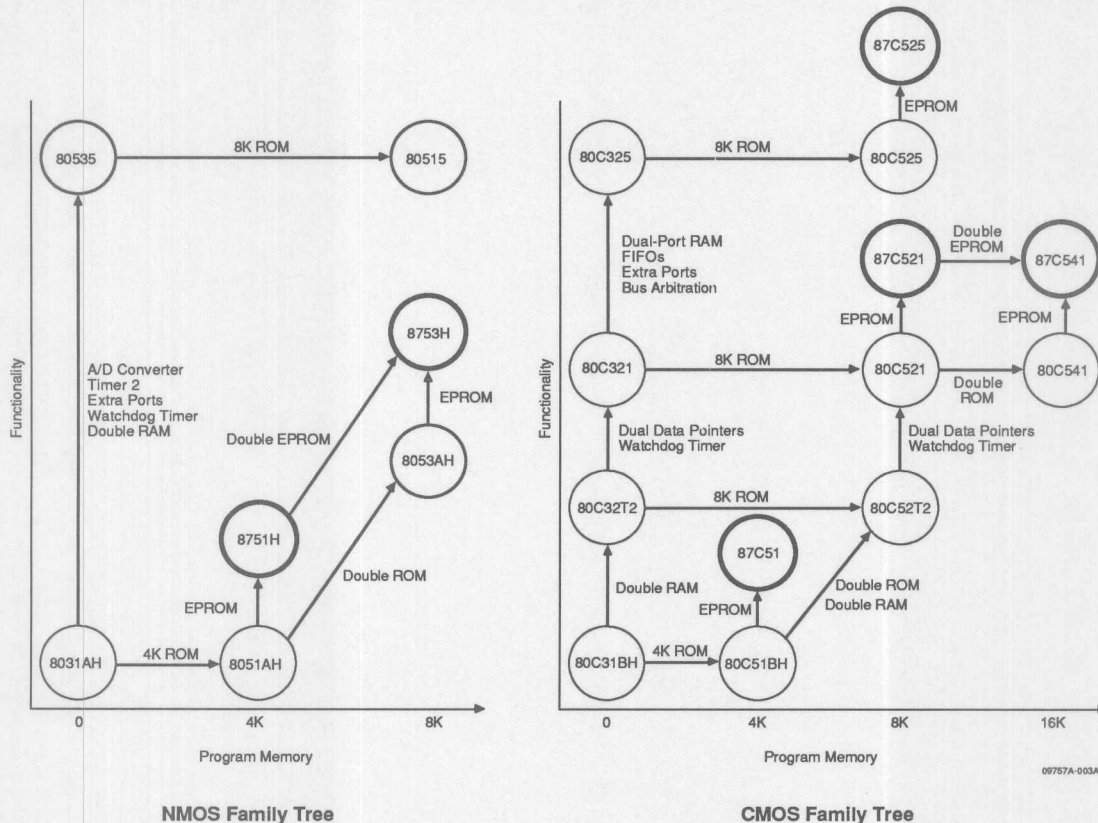 80535
8K ROM
80515
Functionality
A/D Converter
Timer 2
Extra Ports
Watchdog Timer
Double RAM
8753H
EPROM
Double EPROM
8053AH
8751H
Double ROM
EPROM
8031AH
4K ROM
8051AH
0
4K
8K
Program Memory
NMOS Family Tree
87C525
EPROM
80C325
8K ROM
80C525
Dual-Port RAM
FIFOs
Extra Ports
Bus Arbitration
87C521
Double
EPROM
87C541
EPROM
EPROM
Functionality
80C321
8K ROM
80C521
Double
ROM
80C541
Dual Data Pointers
Watchdog Timer
Dual Data Pointers
Watchdog Timer
80C32T2
8K ROM
80C52T2
87C51
Double RAM
EPROM
Double ROM
Double RAM
80C31BH
4K ROM
80C51BH
0
4K
8K
16K
Program Memory
09757A-003A
CMOS Family Tree